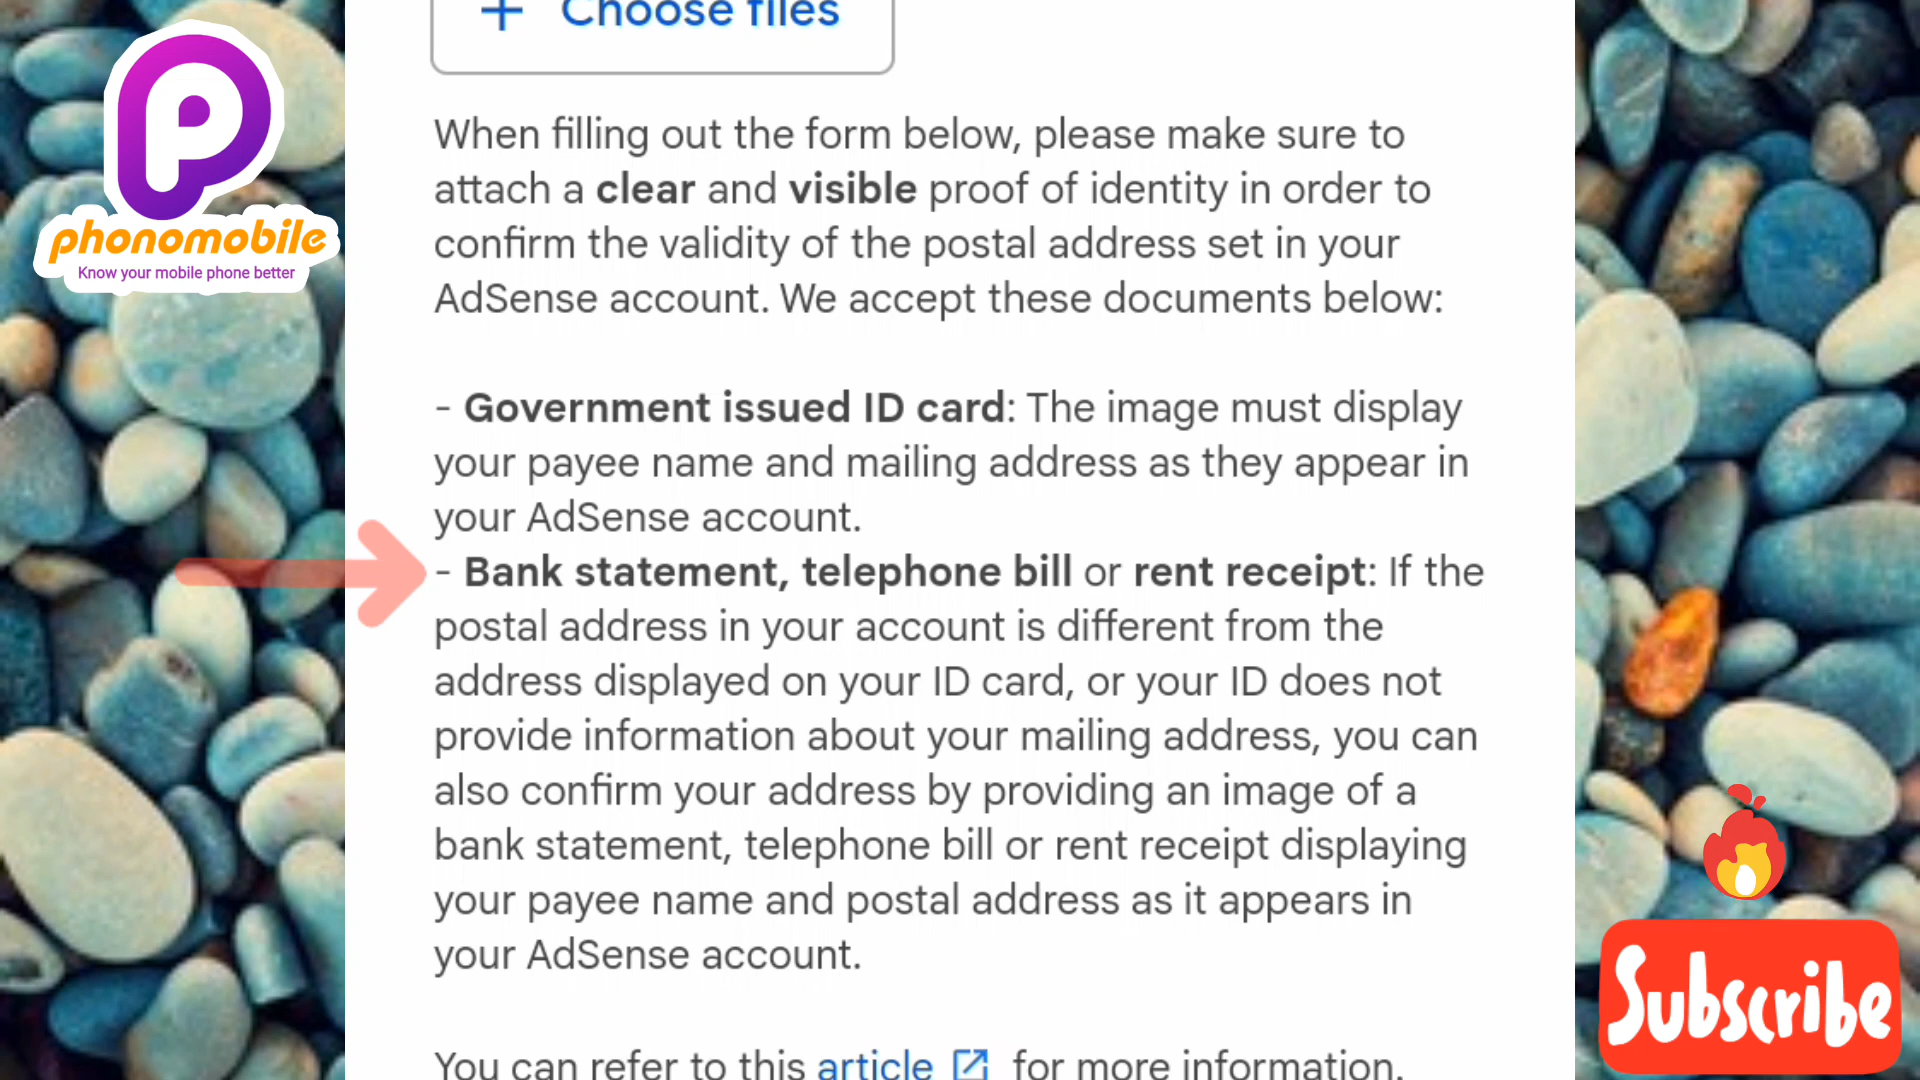 + Choose files
phonomobile
Know your mobile phone better
When filling out the form below, please make sure to
attach a clear and visible proof of identity in order to
confirm the validity of the postal address set in your
AdSense account. We accept these documents below:
- Government issued ID card: The image must display
your payee name and mailing address as they appear in
your AdSense account.
- Bank statement, telephone bill or rent receipt: If the
postal address in your account is different from the
address displayed on your ID card, or your ID does not
provide information about your mailing address, you can
also confirm your address by providing an image of a
bank statement, telephone bill or rent receipt displaying
your payee name and postal address as it appears in
your AdSense account.
You can refer to this article for more information.
Subscribe